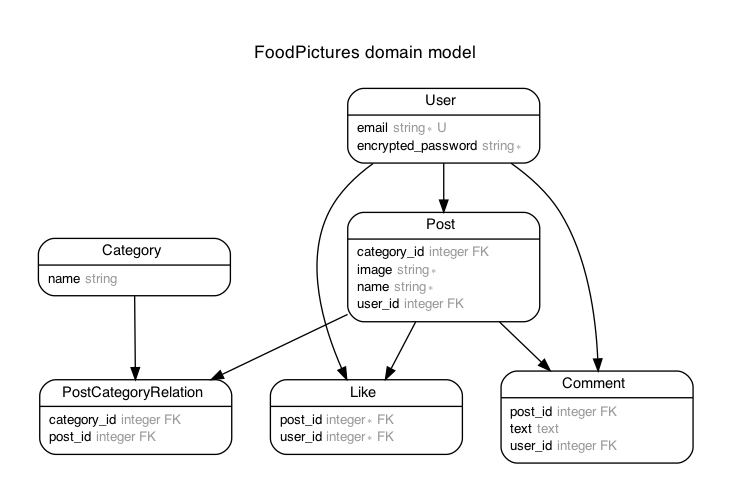 FoodPictures domain model
User
email string* U
encrypted_password string*
Post
category_id integer FK
image string*
name string*
user_id integer FK
Category
name string
PostCategoryRelation
category_id integer FK
post_id integer FK
Like
post_id integer* FK
user_id integer* FK
Comment
post_id integer FK
text text
user_id integer FK